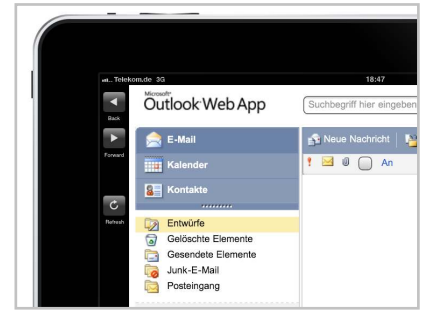 Telekom.de 3G 18:47
Back
Forward
Refresh
Microsoft®
Outlook Web App
Suchbegriff hier eingeben
E-Mail
Kalender
Kontakte
Neue Nachricht
An
Entwürfe
Gelöschte Elemente
Gesendete Elemente
Junk-E-Mail
Posteingang